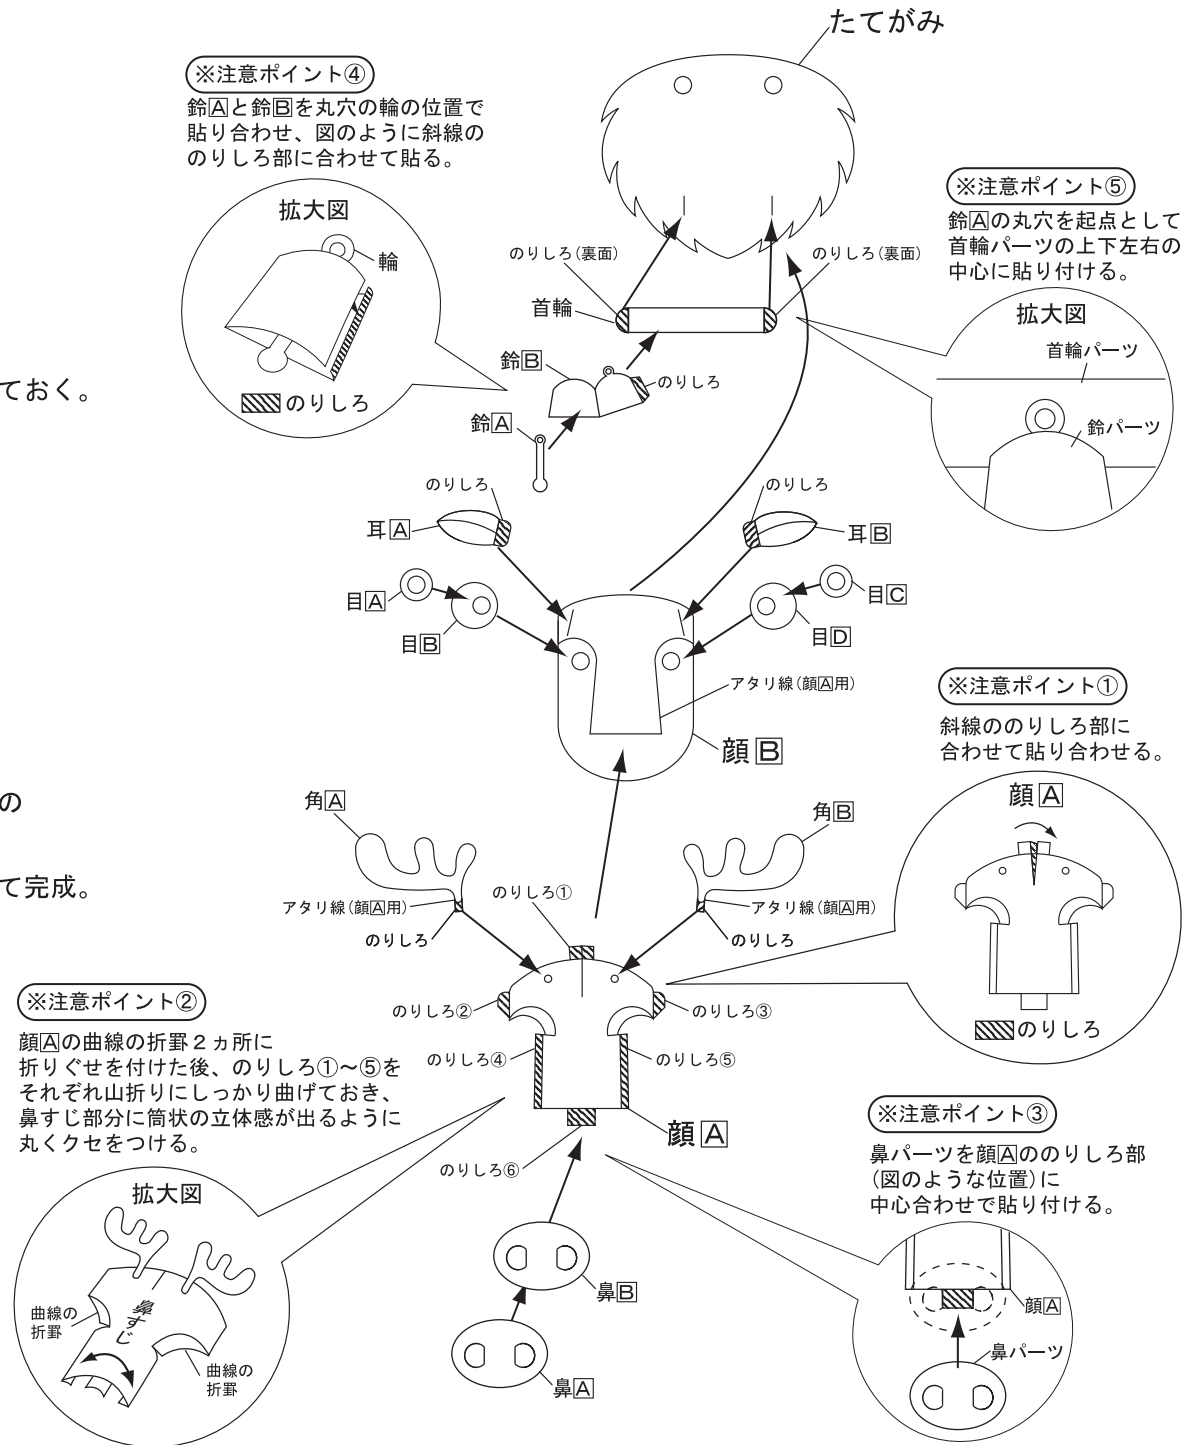 たてがみ
※注意ポイント④
鈴Aと鈴Bを丸穴の輪の位置で
貼り合わせ、図のように斜線の
のりしろ部に合わせて貼る。
拡大図
輪
のりしろ
※注意ポイント⑤
鈴Aの丸穴を起点として
首輪パーツの上下左右の
中心に貼り付ける。
拡大図
首輪パーツ
鈴パーツ
のりしろ(裏面)
のりしろ(裏面)
首輪
鈴B
のりしろ
鈴A
ておく。
のりしろ
のりしろ
耳A
耳B
目A
目C
目B
目D
アタリ線(顔A用)
顔B
※注意ポイント①
斜線ののりしろ部に
合わせて貼り合わせる。
顔A
のりしろ
の
て完成。
角A
角B
のりしろ①
アタリ線(顔A用)
アタリ線(顔A用)
のりしろ
のりしろ
のりしろ②
のりしろ③
のりしろ④
のりしろ⑤
顔A
のりしろ⑥
※注意ポイント②
顔Aの曲線の折罫2ヵ所に
折りぐせを付けた後、のりしろ①～⑤を
それぞれ山折りにしっかり曲げておき、
鼻すじ部分に筒状の立体感が出るように
丸くクセをつける。
拡大図
鼻すじ
曲線の
折罫
曲線の
折罫
鼻B
鼻A
※注意ポイント③
鼻パーツを顔Aののりしろ部
(図のような位置)に
中心合わせで貼り付ける。
顔A
鼻パーツ